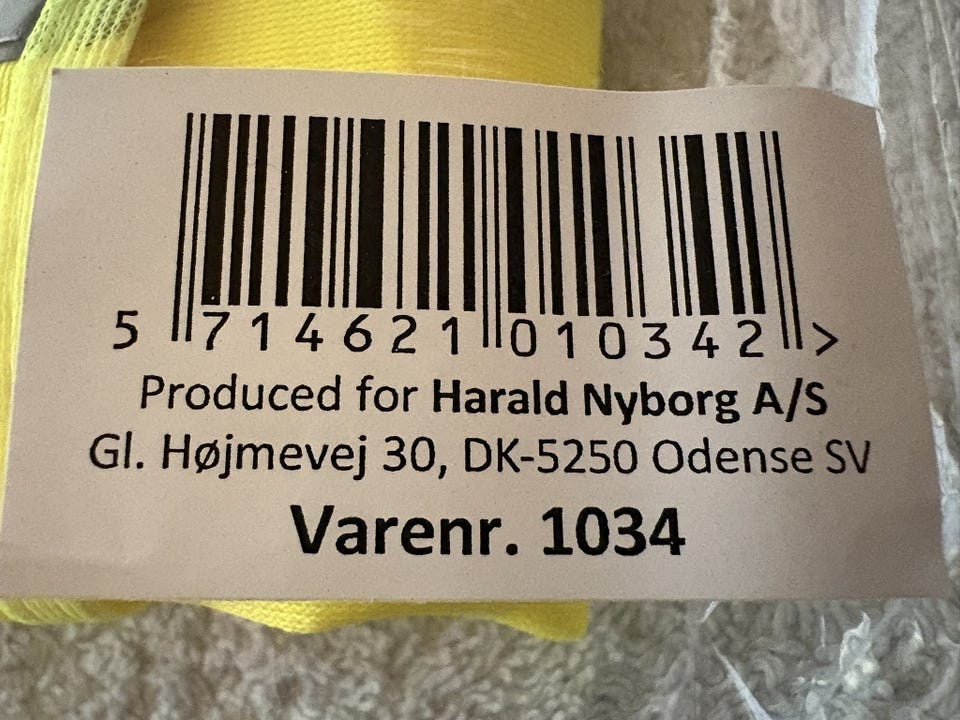 5 714621 010342 >
Produced for Harald Nyborg A/S
Gl. Højmevej 30, DK-5250 Odense SV
Varenr. 1034